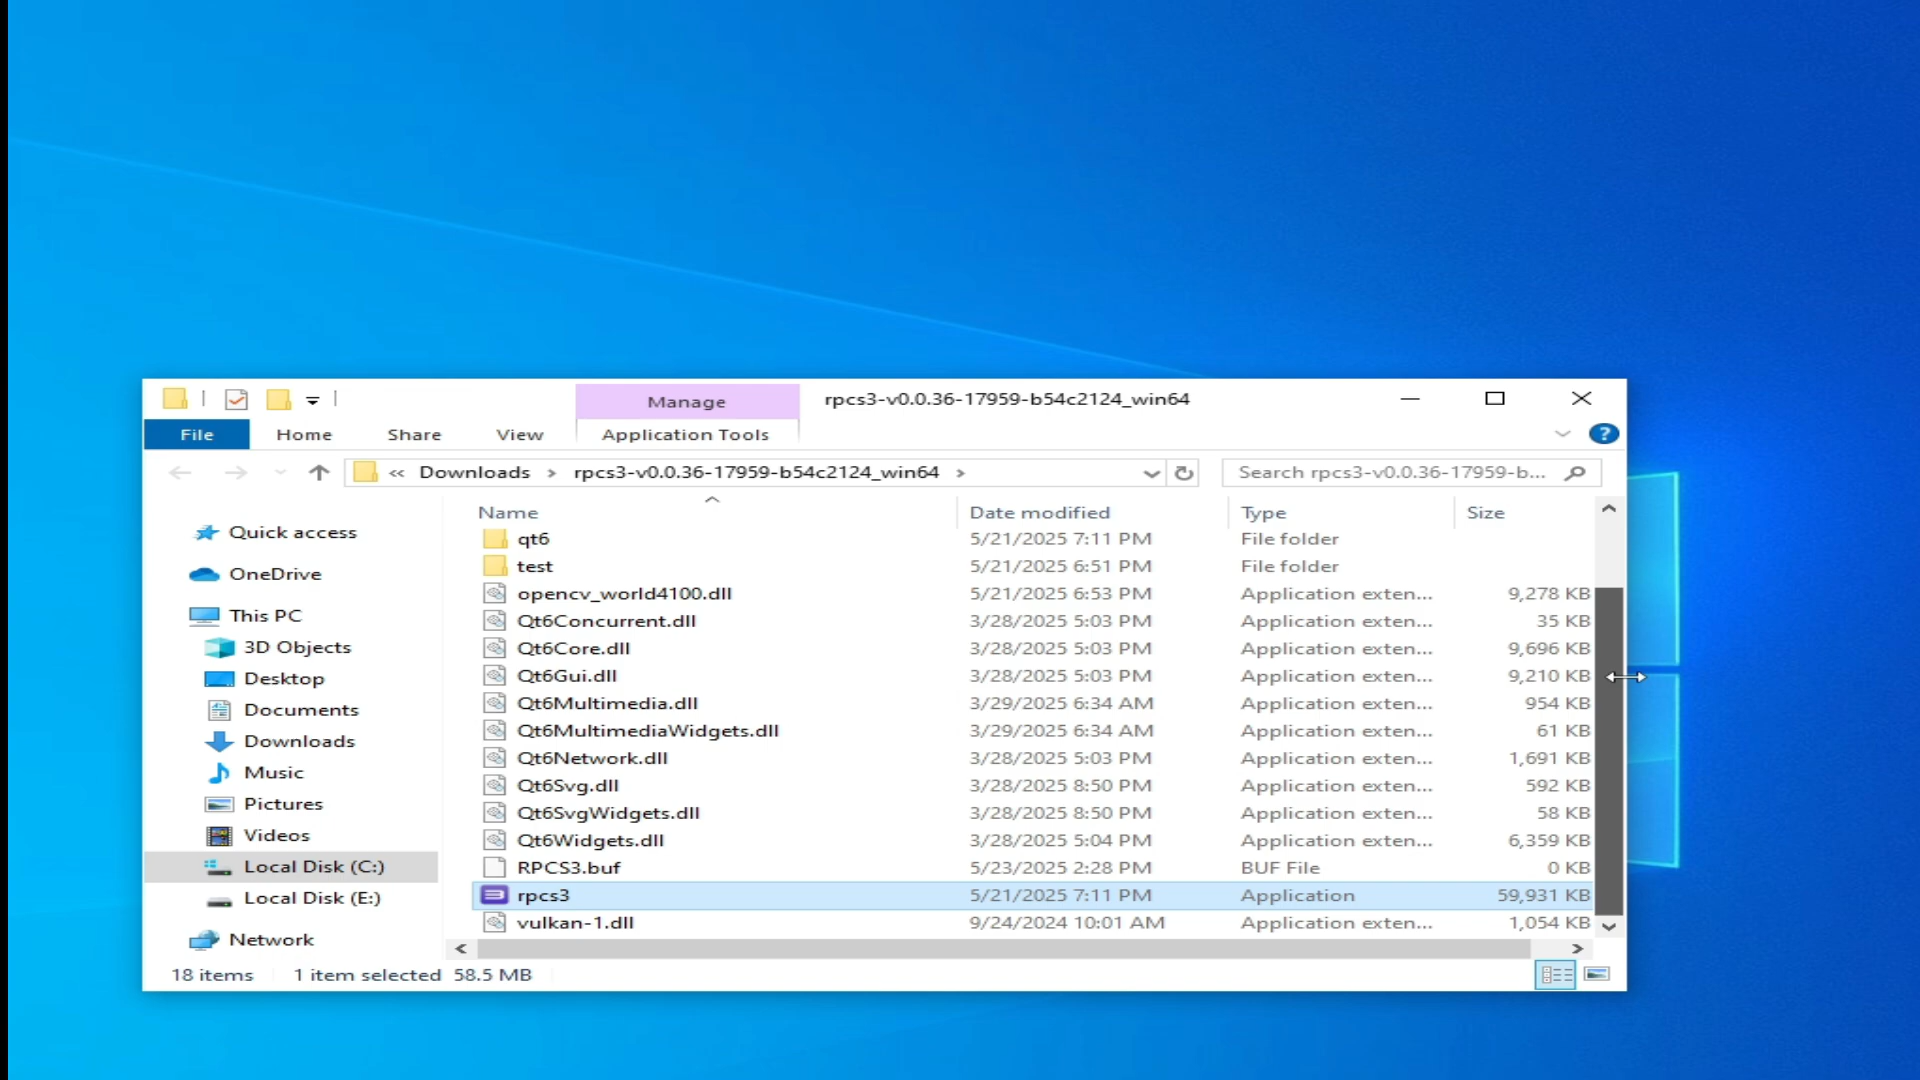 Manage
rpcs3-v0.0.36-17959-b54c2124_win64
File
Home
Share
View
Application Tools
?
« Downloads > rpcs3-v0.0.36-17959-b54c2124_win64 >
Search rpcs3-v0.0.36-17959-b...
Name Date modified Type Size
Quick access
OneDrive
This PC
3D Objects
Desktop
Documents
Downloads
Music
Pictures
Videos
Local Disk (C:)
Local Disk (E:)
Network
qt6 5/21/2025 7:11 PM File folder
test 5/21/2025 6:51 PM File folder
opencv_world4100.dll 5/21/2025 6:53 PM Application exten... 9,278 KB
Qt6Concurrent.dll 3/28/2025 5:03 PM Application exten... 35 KB
Qt6Core.dll 3/28/2025 5:03 PM Application exten... 9,696 KB
Qt6Gui.dll 3/28/2025 5:03 PM Application exten... 9,210 KB
Qt6Multimedia.dll 3/29/2025 6:34 AM Application exten... 954 KB
Qt6MultimediaWidgets.dll 3/29/2025 6:34 AM Application exten... 61 KB
Qt6Network.dll 3/28/2025 5:03 PM Application exten... 1,691 KB
Qt6Svg.dll 3/28/2025 8:50 PM Application exten... 592 KB
Qt6SvgWidgets.dll 3/28/2025 8:50 PM Application exten... 58 KB
Qt6Widgets.dll 3/28/2025 5:04 PM Application exten... 6,359 KB
RPCS3.buf 5/23/2025 2:28 PM BUF File 0 KB
rpcs3 5/21/2025 7:11 PM Application 59,931 KB
vulkan-1.dll 9/24/2024 10:01 AM Application exten... 1,054 KB
18 items 1 item selected 58.5 MB